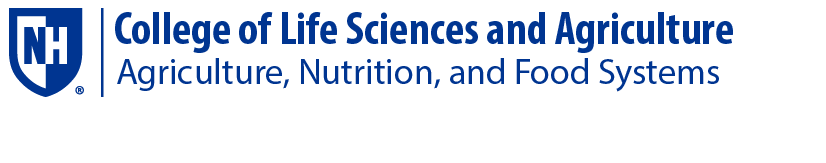 NH
College of Life Sciences and Agriculture
Agriculture, Nutrition, and Food Systems
®